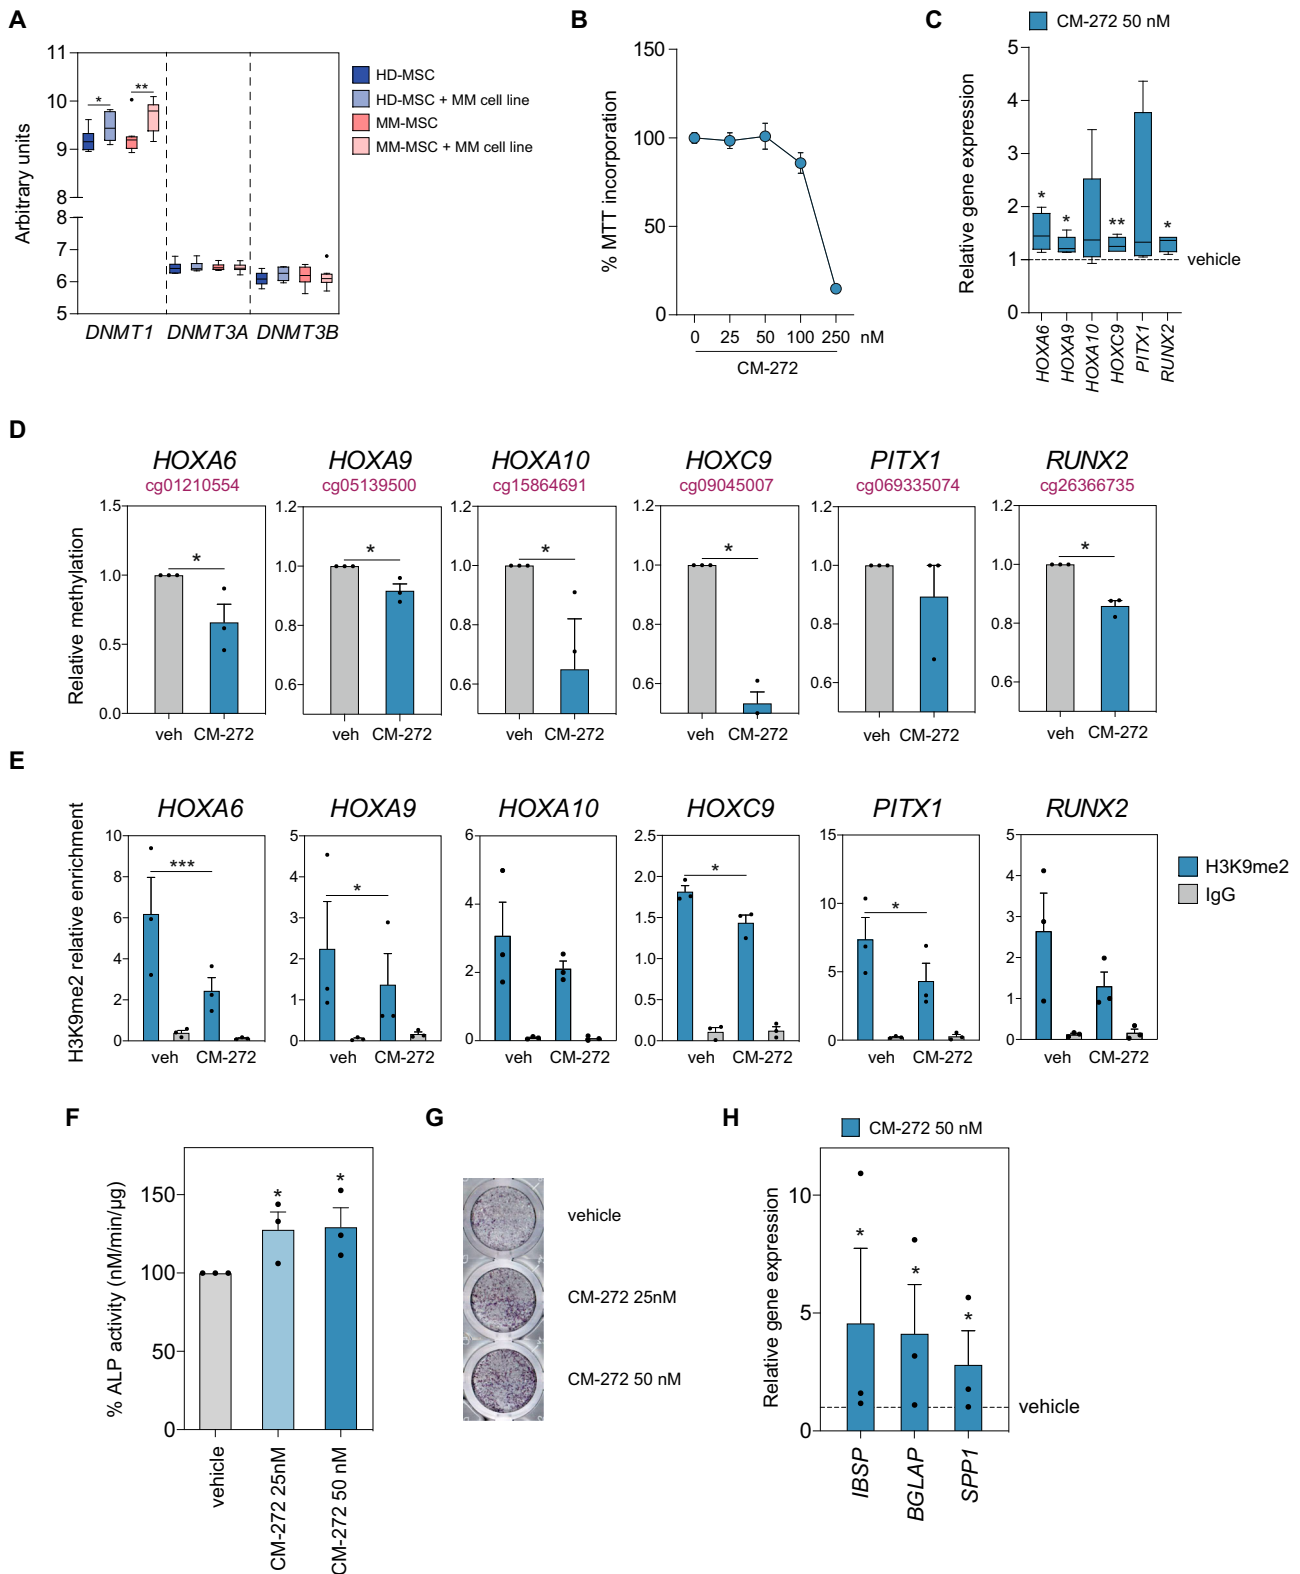 A
11
10
9
8
8
7
6
5
Arbitrary units
* **
DNMT1 DNMT3A DNMT3B
HD-MSC
HD-MSC + MM cell line
MM-MSC
MM-MSC + MM cell line
B
150
100
50
0
% MTT incorporation
0 25 50 100 250 nM
CM-272
C
CM-272 50 nM
5
4
3
2
1
0
Relative gene expression
* * ** *
vehicle
HOXA6
HOXA9
HOXA10
HOXC9
PITX1
RUNX2
D
HOXA6 HOXA9 HOXA10 HOXC9 PITX1 RUNX2
cg01210554 cg05139500 cg15864691 cg09045007 cg069335074 cg26366735
Relative methylation
1.5 1.2 1.2 1.2 1.2 1.2
* * * * *
1.0 1.0 1.0 1.0 1.0 1.0
0.8 0.8 0.8 0.8 0.8
0.5 0.6 0.6 0.6 0.6 0.6
0.0
veh CM-272 veh CM-272 veh CM-272 veh CM-272 veh CM-272 veh CM-272
E
HOXA6 HOXA9 HOXA10 HOXC9 PITX1 RUNX2
H3K9me2 relative enrichment
10 5 6 2.5 15 5
*** * * *
8 4 4 2.0 10 4
6 3 2 1.5 5 3
4 2 0 1.0 0 2
2 1 0.5 1
0 0 0.0 0
veh CM-272 veh CM-272 veh CM-272 veh CM-272 veh CM-272 veh CM-272
H3K9me2
IgG
F
% ALP activity (nM/min/µg)
150
100
50
0
* *
vehicle
CM-272 25nM
CM-272 50 nM
G
vehicle
CM-272 25nM
CM-272 50 nM
H
CM-272 50 nM
Relative gene expression
10
5
0
* * *
vehicle
IBSP
BGLAP
SPP1